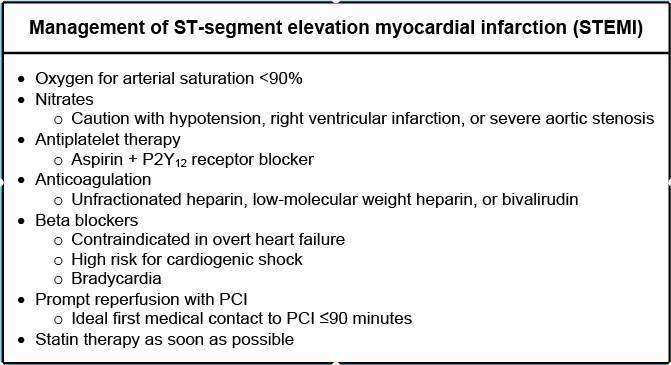 Management of ST-segment elevation myocardial infarction (STEMI)
• Oxygen for arterial saturation <90%
• Nitrates
o Caution with hypotension, right ventricular infarction, or severe aortic stenosis
• Antiplatelet therapy
o Aspirin + P2Y₁₂ receptor blocker
• Anticoagulation
o Unfractionated heparin, low-molecular weight heparin, or bivalirudin
• Beta blockers
o Contraindicated in overt heart failure
o High risk for cardiogenic shock
o Bradycardia
• Prompt reperfusion with PCI
o Ideal first medical contact to PCI ≤90 minutes
• Statin therapy as soon as possible